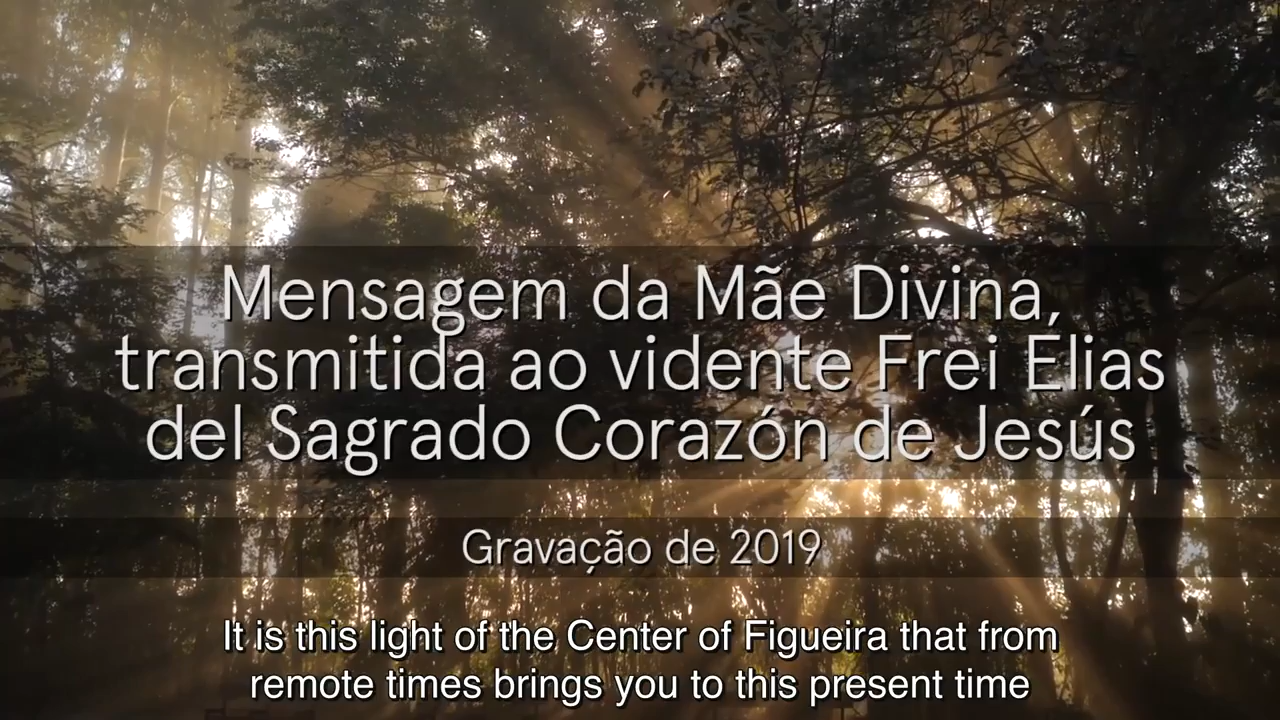 Mensagem da Mãe Divina,
transmitida ao vidente Frei Elias
del Sagrado Corazón de Jesús
Gravação de 2019
It is this light of the Center of Figueira that from
remote times brings you to this present time